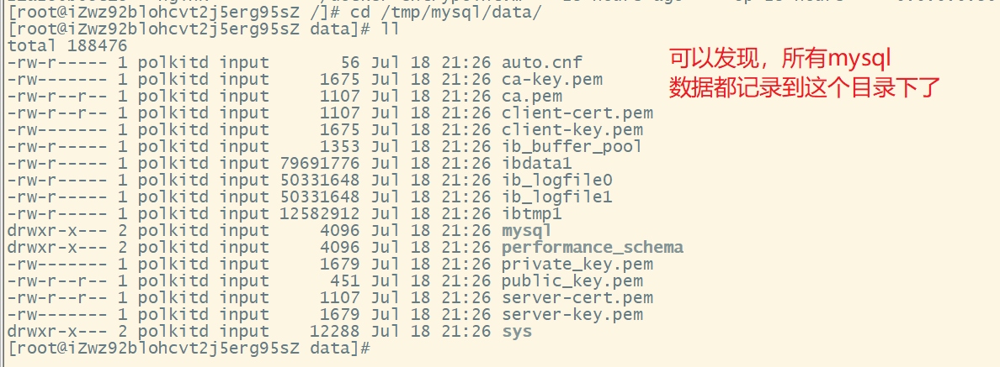 [root@iZwz92blohcvt2j5erg95sZ /]# cd /tmp/mysql/data/
[root@iZwz92blohcvt2j5erg95sZ data]# ll
total 188476
-rw-r----- 1 polkitd input       56 Jul 18 21:26 auto.cnf
-rw------- 1 polkitd input     1675 Jul 18 21:26 ca-key.pem
-rw-r--r-- 1 polkitd input     1107 Jul 18 21:26 ca.pem
-rw-r--r-- 1 polkitd input     1107 Jul 18 21:26 client-cert.pem
-rw------- 1 polkitd input     1675 Jul 18 21:26 client-key.pem
-rw-r----- 1 polkitd input     1353 Jul 18 21:26 ib_buffer_pool
-rw-r----- 1 polkitd input 79691776 Jul 18 21:26 ibdata1
-rw-r----- 1 polkitd input 50331648 Jul 18 21:26 ib_logfile0
-rw-r----- 1 polkitd input 50331648 Jul 18 21:26 ib_logfile1
-rw-r----- 1 polkitd input 12582912 Jul 18 21:26 ibtmp1
drwxr-x--- 2 polkitd input     4096 Jul 18 21:26 mysql
drwxr-x--- 2 polkitd input     4096 Jul 18 21:26 performance_schema
-rw------- 1 polkitd input     1679 Jul 18 21:26 private_key.pem
-rw-r--r-- 1 polkitd input      451 Jul 18 21:26 public_key.pem
-rw-r--r-- 1 polkitd input     1107 Jul 18 21:26 server-cert.pem
-rw------- 1 polkitd input     1679 Jul 18 21:26 server-key.pem
drwxr-x--- 2 polkitd input    12288 Jul 18 21:26 sys
[root@iZwz92blohcvt2j5erg95sZ data]#
可以发现，所有mysql
数据都记录到这个目录下了